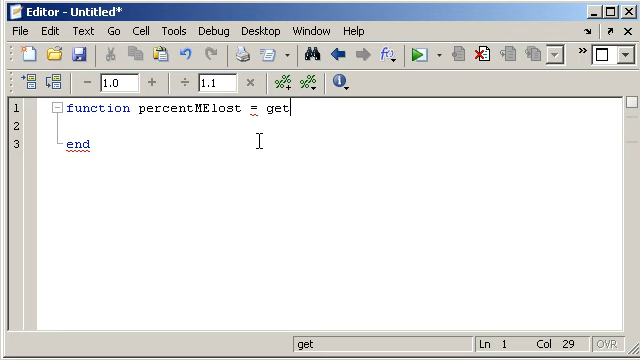 Editor - Untitled*
File Edit Text Go Cell Tools Debug Desktop Window Help
− 1.0 + ÷ 1.1 ×
1 function percentMElost = get
2
3 end
get Ln 1 Col 29 OVR